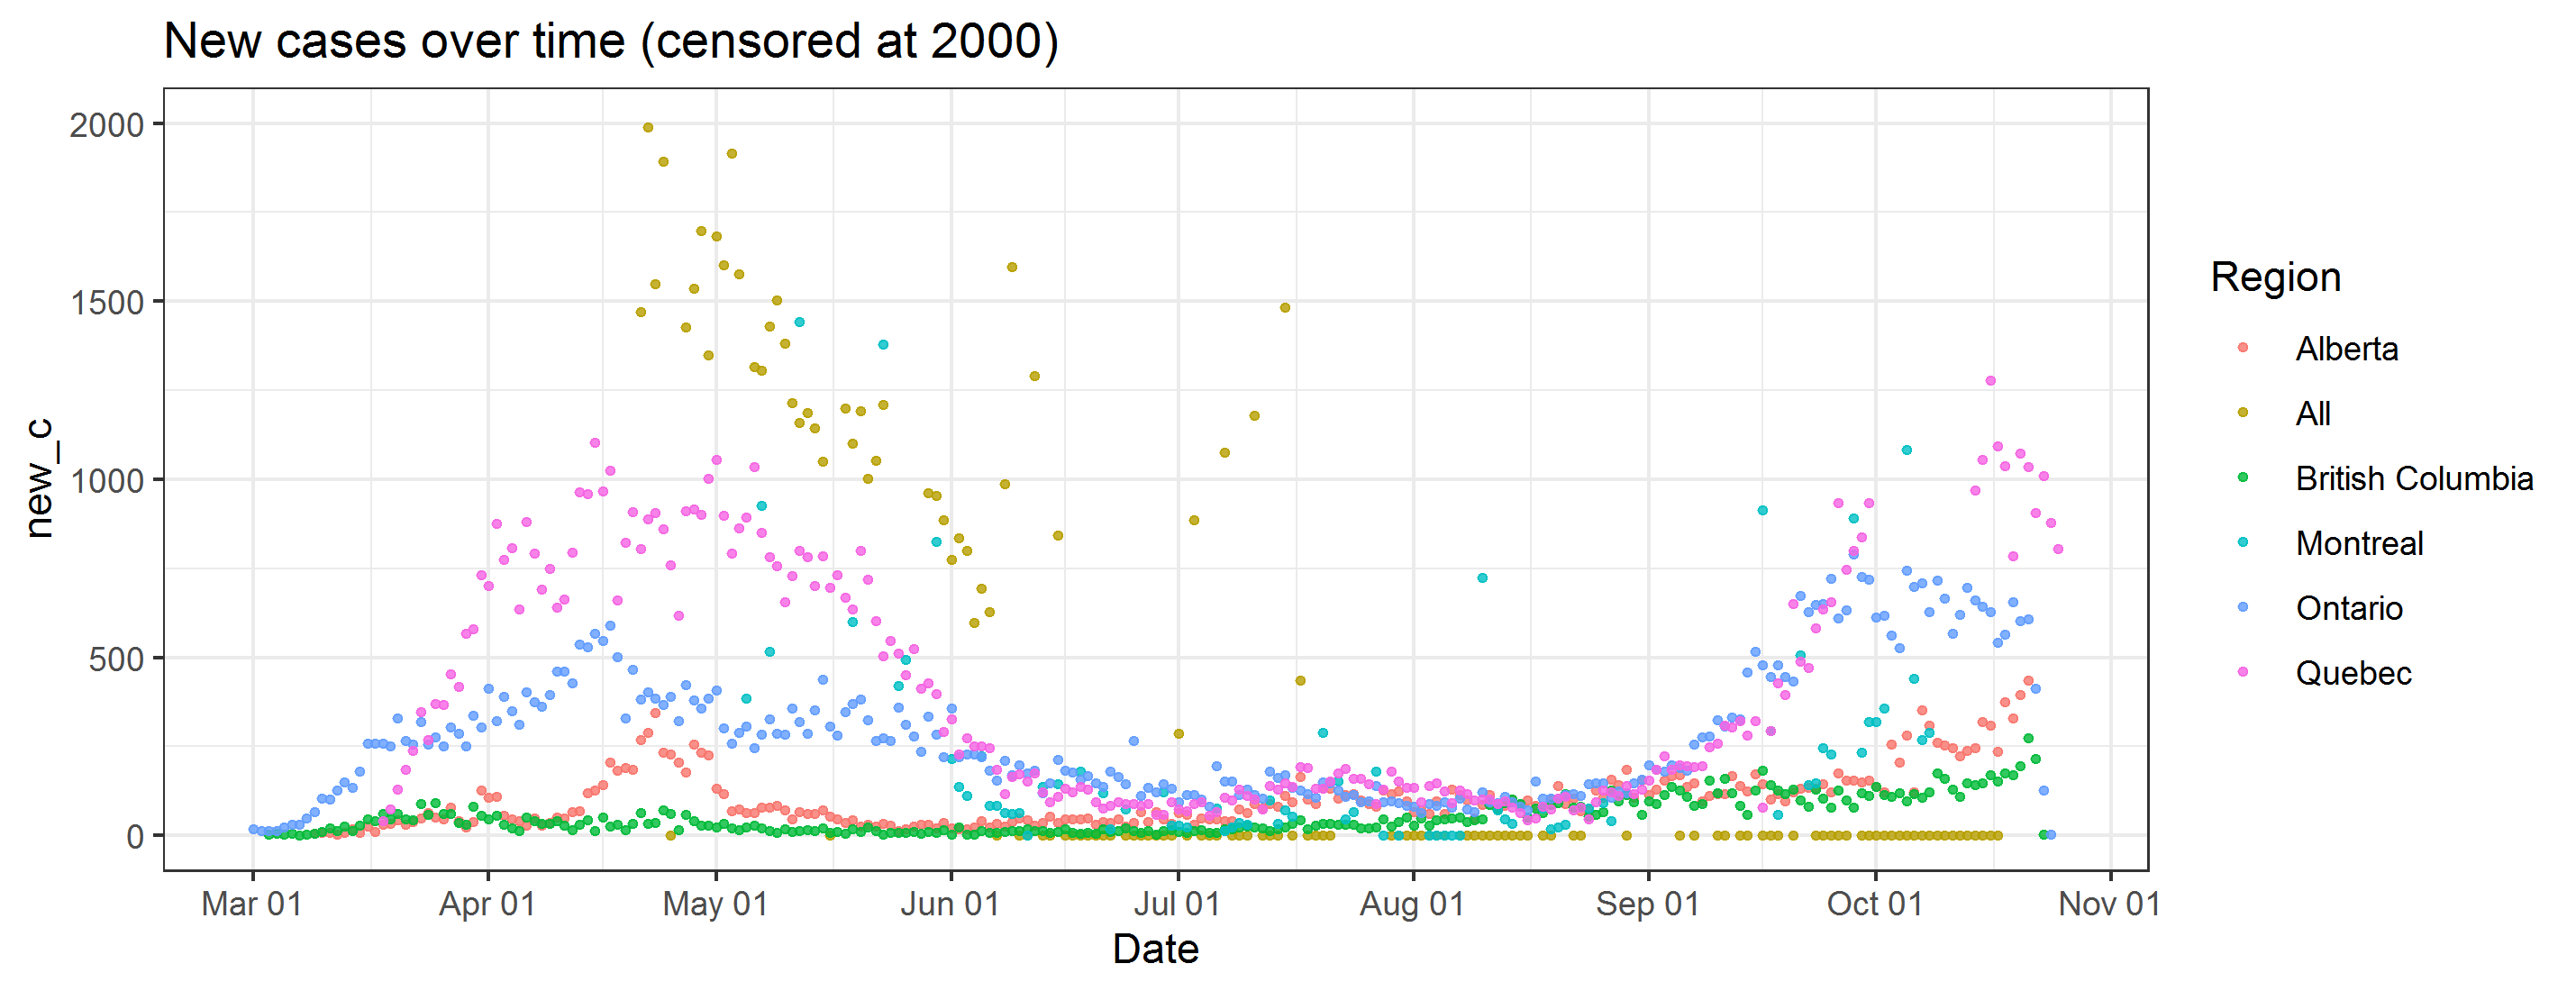 New cases over time (censored at 2000)
new_c
2000
1500
1000
500
0
Mar 01 Apr 01 May 01 Jun 01 Jul 01 Aug 01 Sep 01 Oct 01 Nov 01
Date
Region
Alberta
All
British Columbia
Montreal
Ontario
Quebec